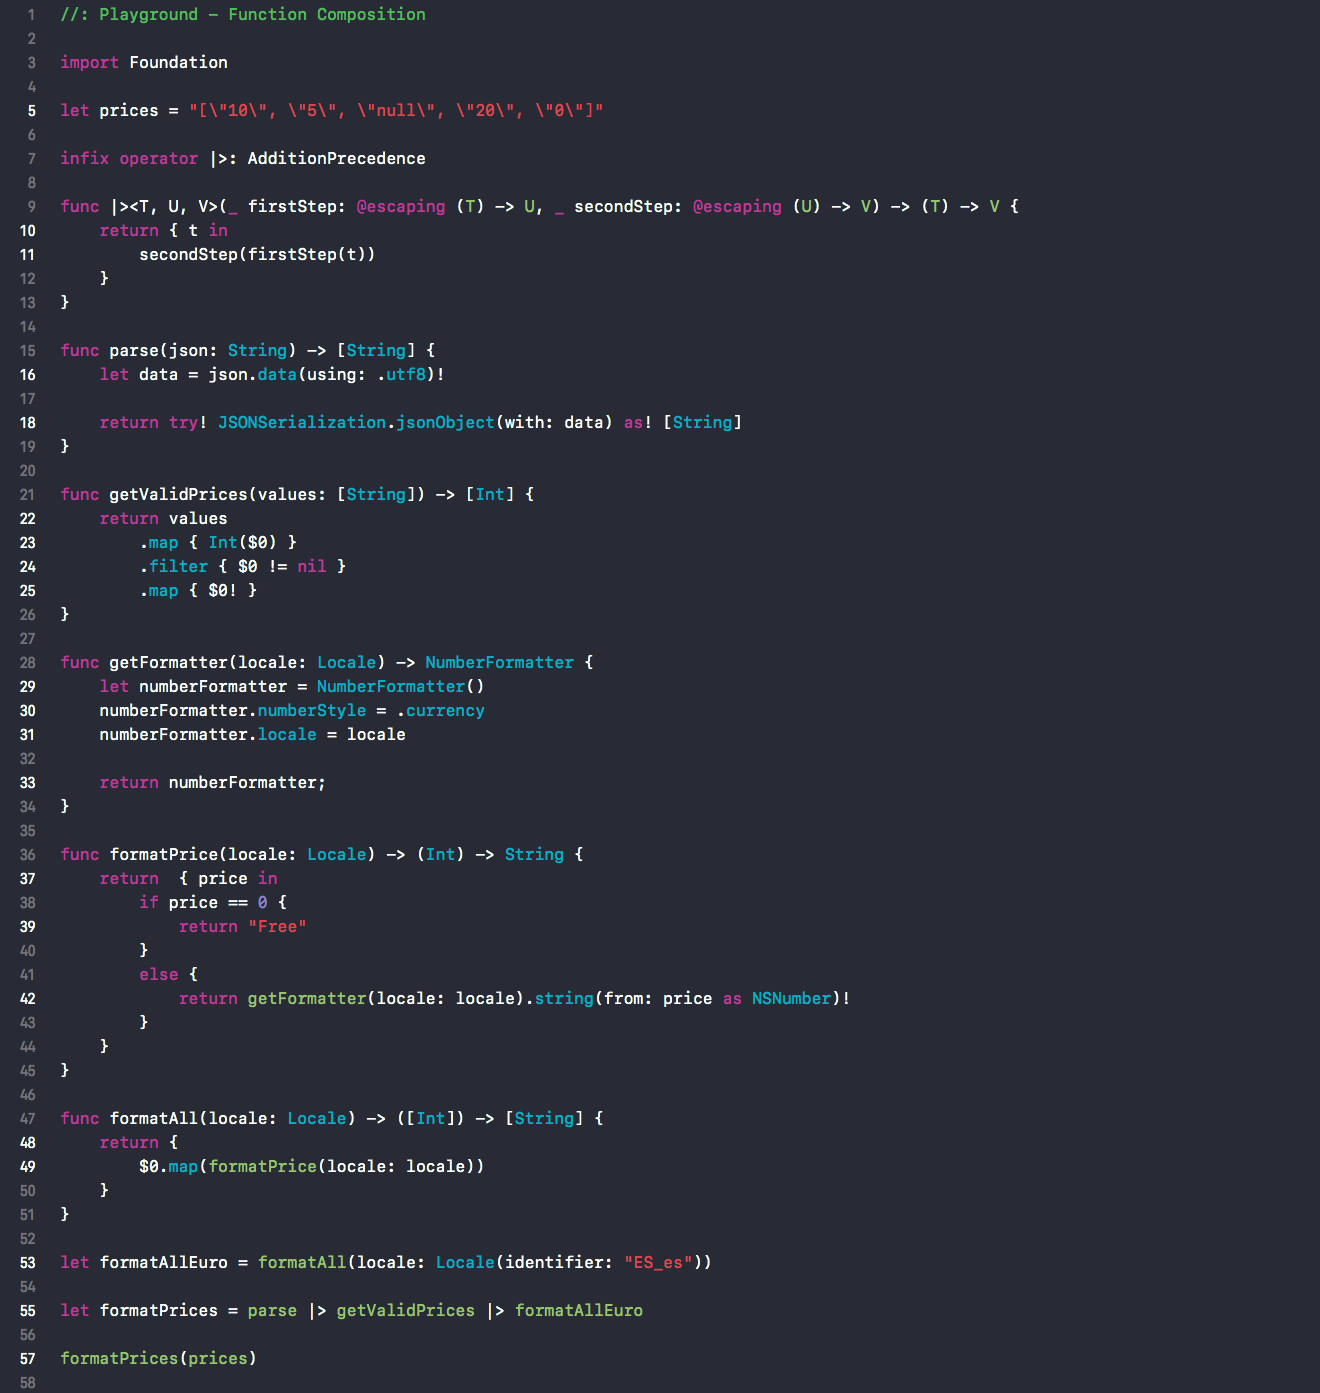 1 //: Playground – Function Composition
2
3 import Foundation
4
5 let prices = "[\"10\", \"5\", \"null\", \"20\", \"0\"]"
6
7 infix operator |>: AdditionPrecedence
8
9 func |><T, U, V>(_ firstStep: @escaping (T) -> U, _ secondStep: @escaping (U) -> V) -> (T) -> V {
10     return { t in
11         secondStep(firstStep(t))
12     }
13 }
14
15 func parse(json: String) -> [String] {
16     let data = json.data(using: .utf8)!
17
18     return try! JSONSerialization.jsonObject(with: data) as! [String]
19 }
20
21 func getValidPrices(values: [String]) -> [Int] {
22     return values
23         .map { Int($0) }
24         .filter { $0 != nil }
25         .map { $0! }
26 }
27
28 func getFormatter(locale: Locale) -> NumberFormatter {
29     let numberFormatter = NumberFormatter()
30     numberFormatter.numberStyle = .currency
31     numberFormatter.locale = locale
32
33     return numberFormatter;
34 }
35
36 func formatPrice(locale: Locale) -> (Int) -> String {
37     return  { price in
38         if price == 0 {
39             return "Free"
40         }
41         else {
42             return getFormatter(locale: locale).string(from: price as NSNumber)!
43         }
44     }
45 }
46
47 func formatAll(locale: Locale) -> ([Int]) -> [String] {
48     return {
49         $0.map(formatPrice(locale: locale))
50     }
51 }
52
53 let formatAllEuro = formatAll(locale: Locale(identifier: "ES_es"))
54
55 let formatPrices = parse |> getValidPrices |> formatAllEuro
56
57 formatPrices(prices)
58